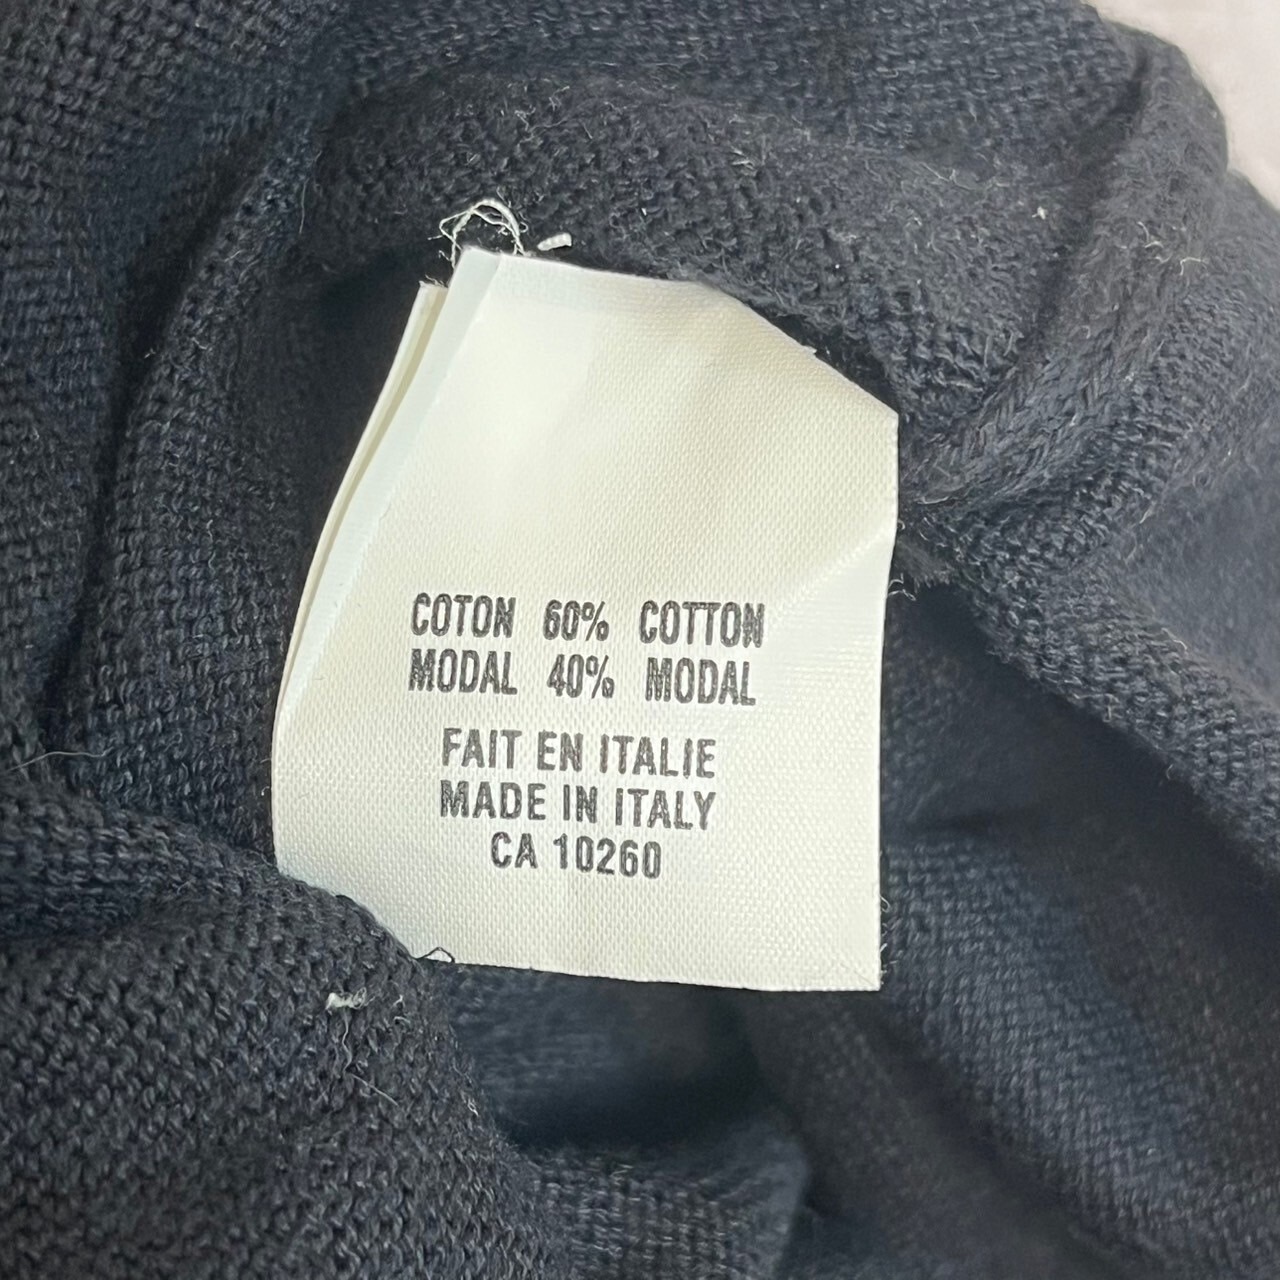 COTON 60% COTTON
MODAL 40% MODAL
FAIT EN ITALIE
MADE IN ITALY
CA 10260